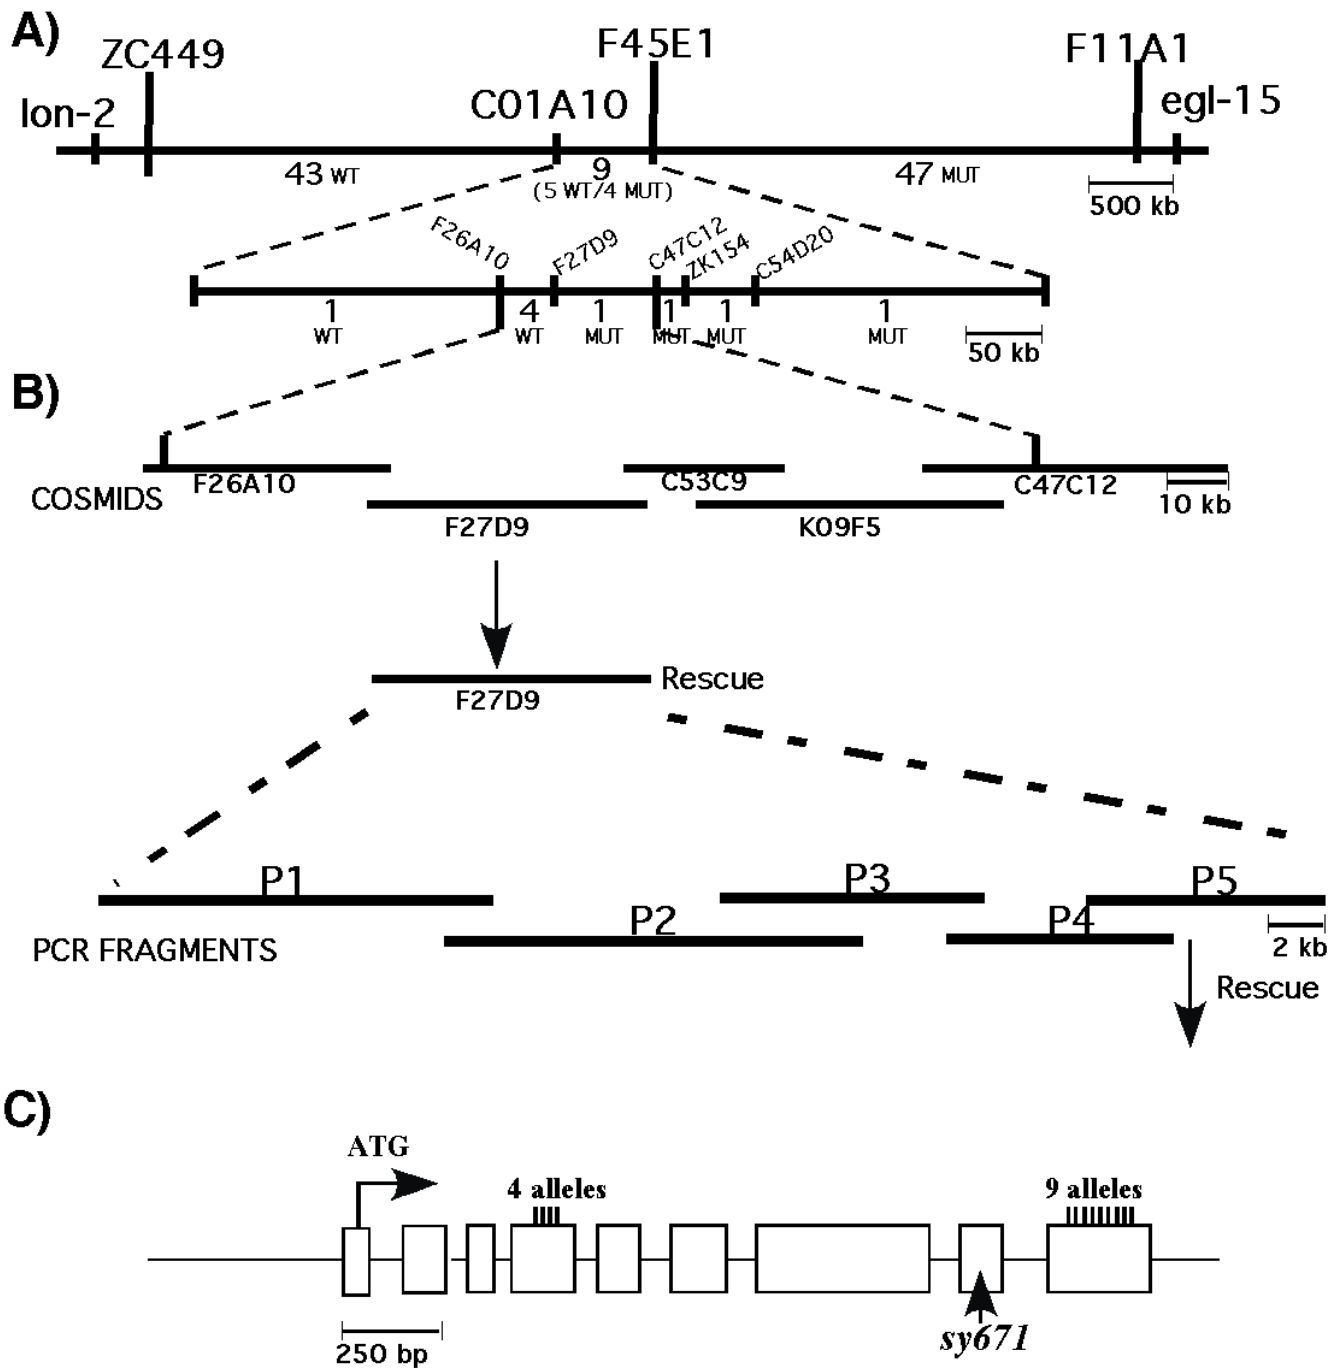 A)
ZC449
F45E1
F11A1
lon-2
C01A10
egl-15
43 WT
9
47 MUT
(5 WT/4 MUT)
500 kb
F26A10
F27D9
C47C12
ZK154
C54D20
1
4
1
1
1
1
WT
WT
MUT
MUT
MUT
MUT
50 kb
B)
F26A10
C53C9
C47C12
COSMIDS
10 kb
F27D9
K09F5
Rescue
F27D9
P1
P3
P5
P2
P4
PCR FRAGMENTS
2 kb
Rescue
C)
ATG
4 alleles
9 alleles
sy671
250 bp